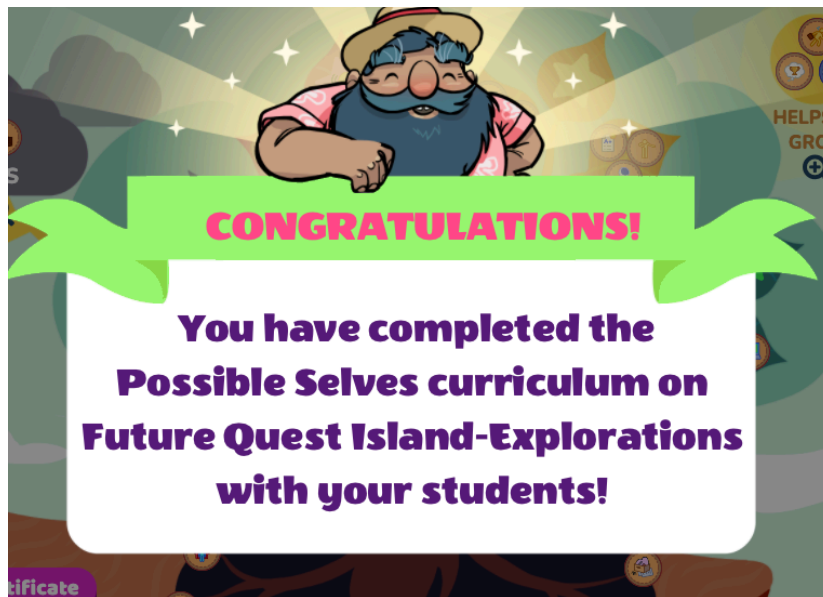 CONGRATULATIONS!
You have completed the
Possible Selves curriculum on
Future Quest Island-Explorations
with your students!